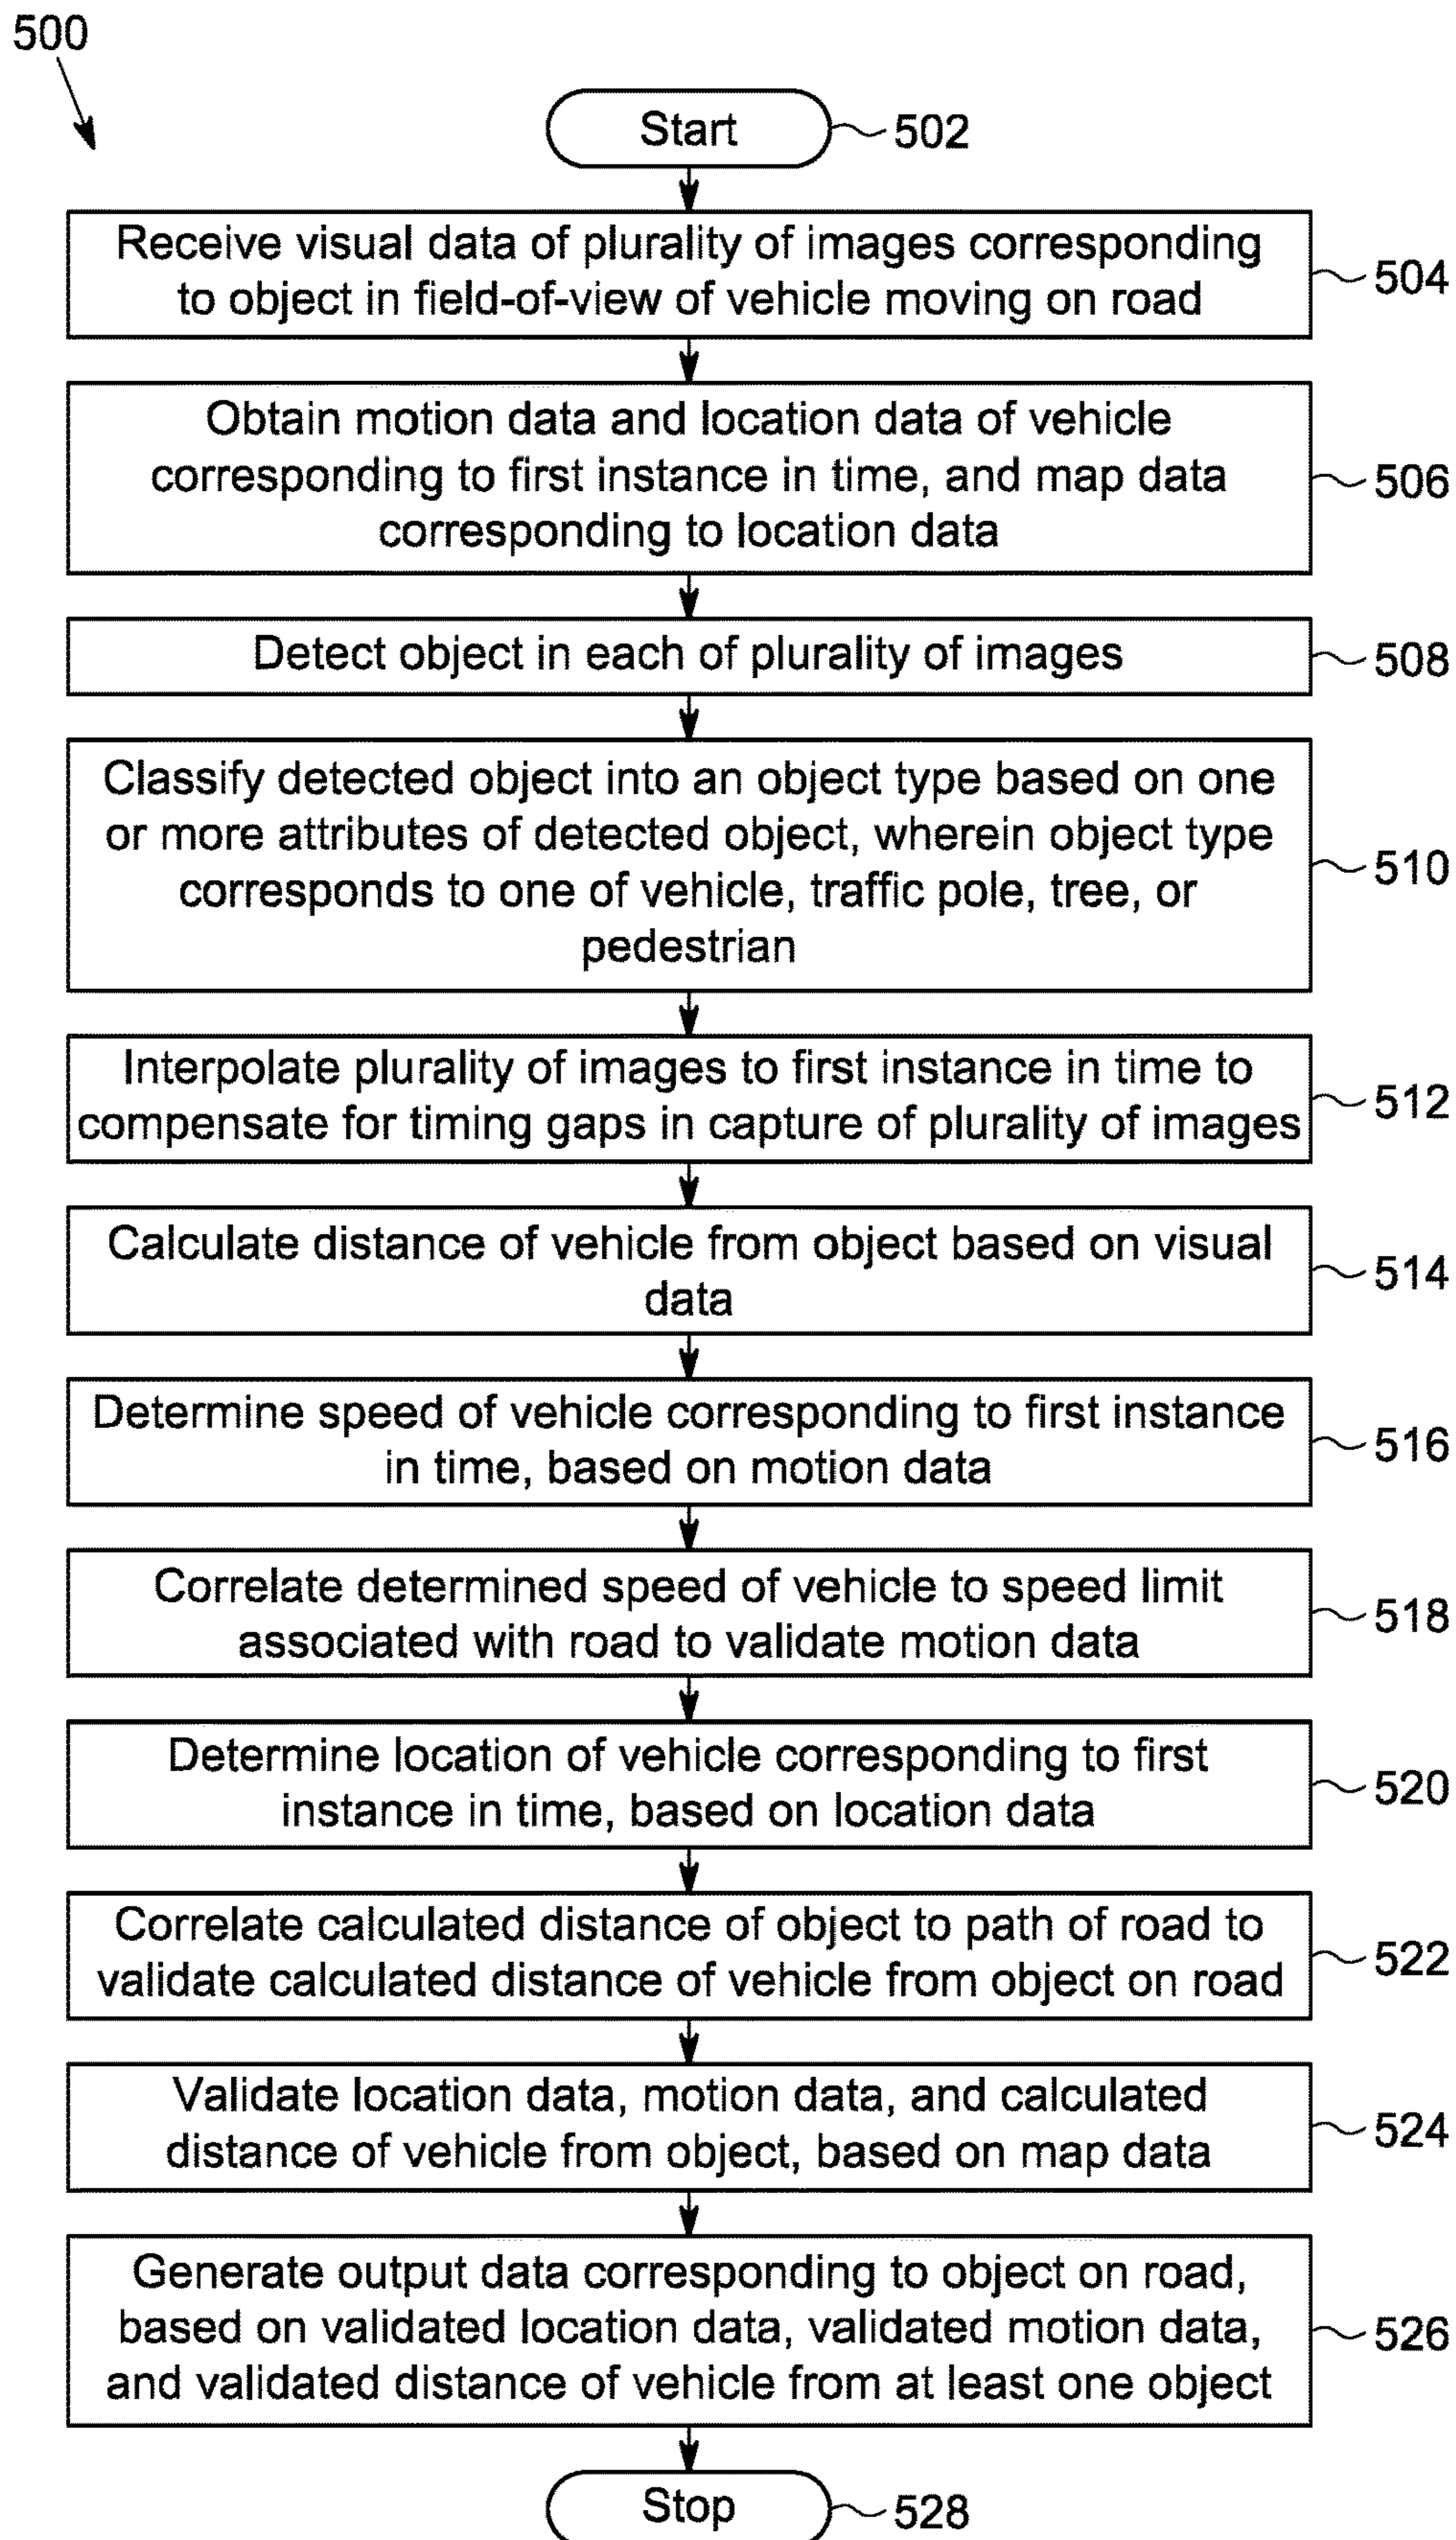 500
Start
502
Receive visual data of plurality of images corresponding
to object in field-of-view of vehicle moving on road
504
Obtain motion data and location data of vehicle
corresponding to first instance in time, and map data
corresponding to location data
506
Detect object in each of plurality of images
508
Classify detected object into an object type based on one
or more attributes of detected object, wherein object type
corresponds to one of vehicle, traffic pole, tree, or
pedestrian
510
Interpolate plurality of images to first instance in time to
compensate for timing gaps in capture of plurality of images
512
Calculate distance of vehicle from object based on visual
data
514
Determine speed of vehicle corresponding to first instance
in time, based on motion data
516
Correlate determined speed of vehicle to speed limit
associated with road to validate motion data
518
Determine location of vehicle corresponding to first
instance in time, based on location data
520
Correlate calculated distance of object to path of road to
validate calculated distance of vehicle from object on road
522
Validate location data, motion data, and calculated
distance of vehicle from object, based on map data
524
Generate output data corresponding to object on road,
based on validated location data, validated motion data,
and validated distance of vehicle from at least one object
526
Stop
528